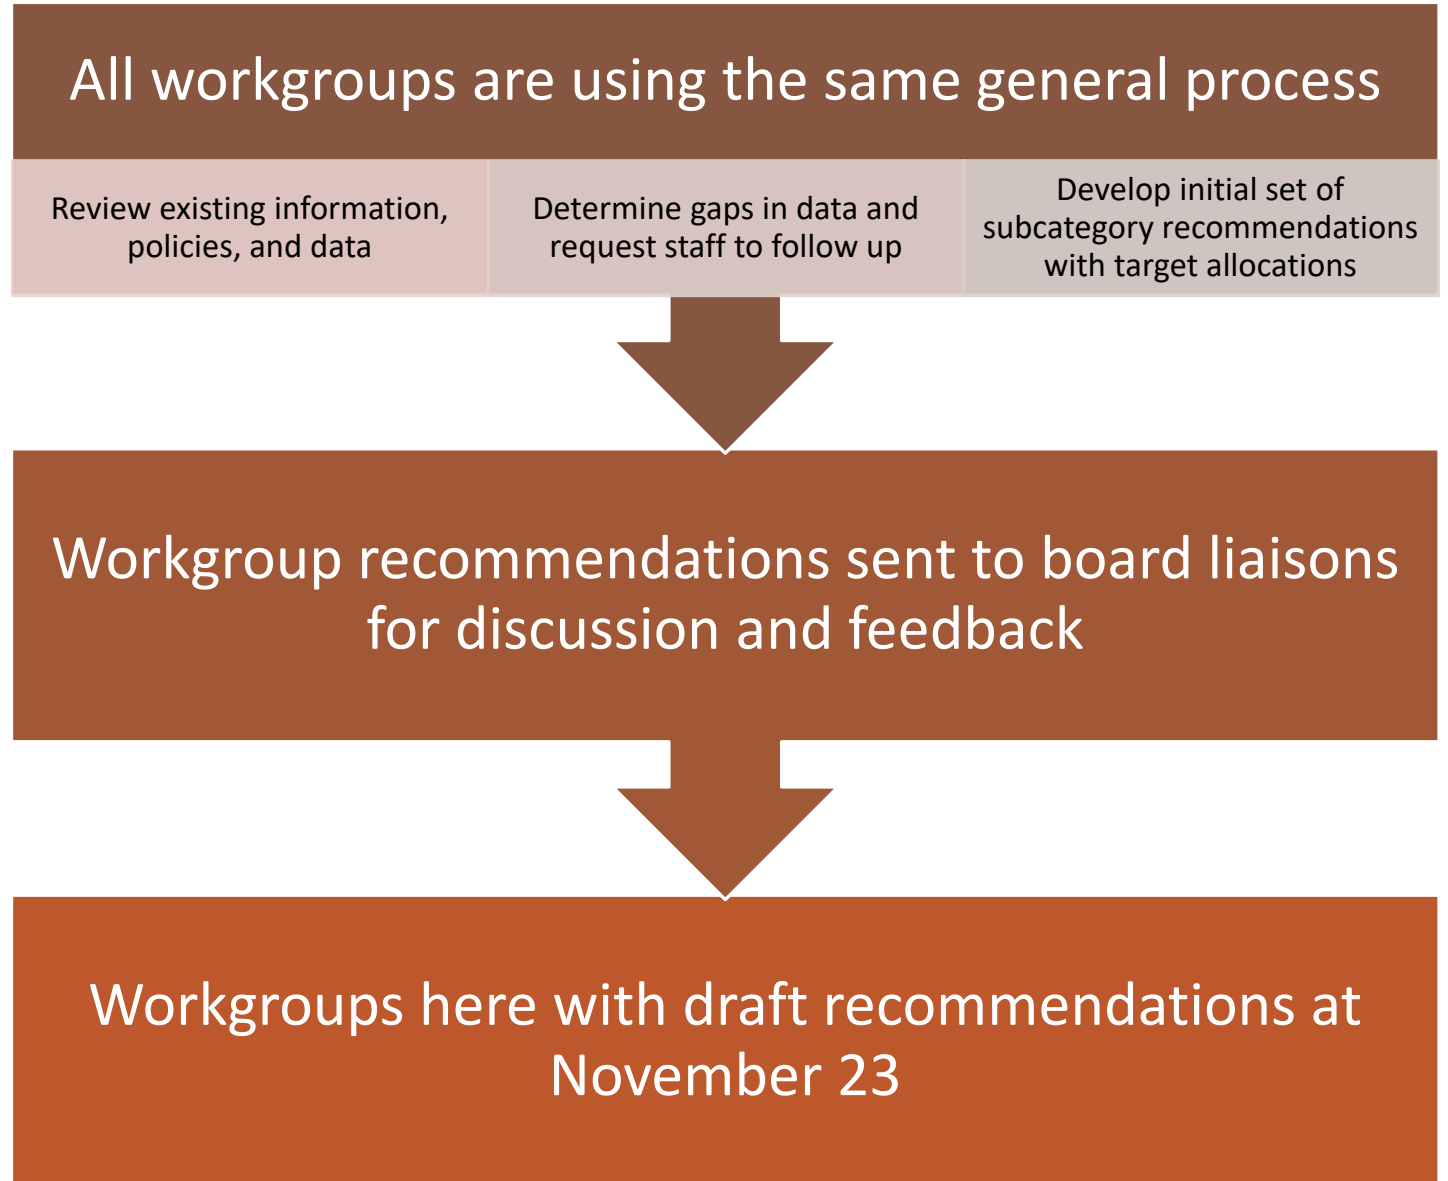 All workgroups are using the same general process
Review existing information,
policies, and data
Determine gaps in data and
request staff to follow up
Develop initial set of
subcategory recommendations
with target allocations
Workgroup recommendations sent to board liaisons
for discussion and feedback
Workgroups here with draft recommendations at
November 23